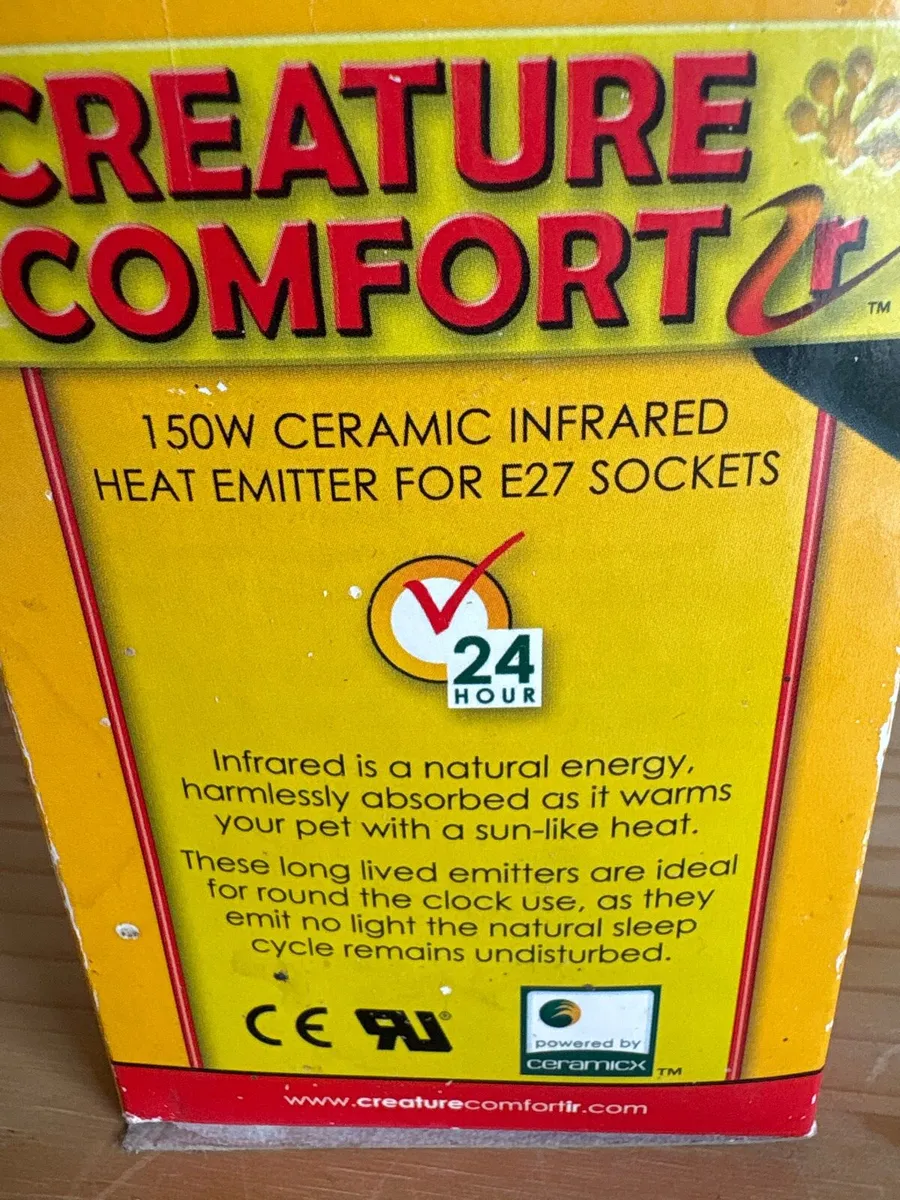 CREATURE
COMFORT ir ™
150W CERAMIC INFRARED
HEAT EMITTER FOR E27 SOCKETS
24
HOUR
Infrared is a natural energy,
harmlessly absorbed as it warms
your pet with a sun-like heat.
These long lived emitters are ideal
for round the clock use, as they
emit no light the natural sleep
cycle remains undisturbed.
CE RU®
powered by
ceramicx ™
www.creaturecomfortir.com